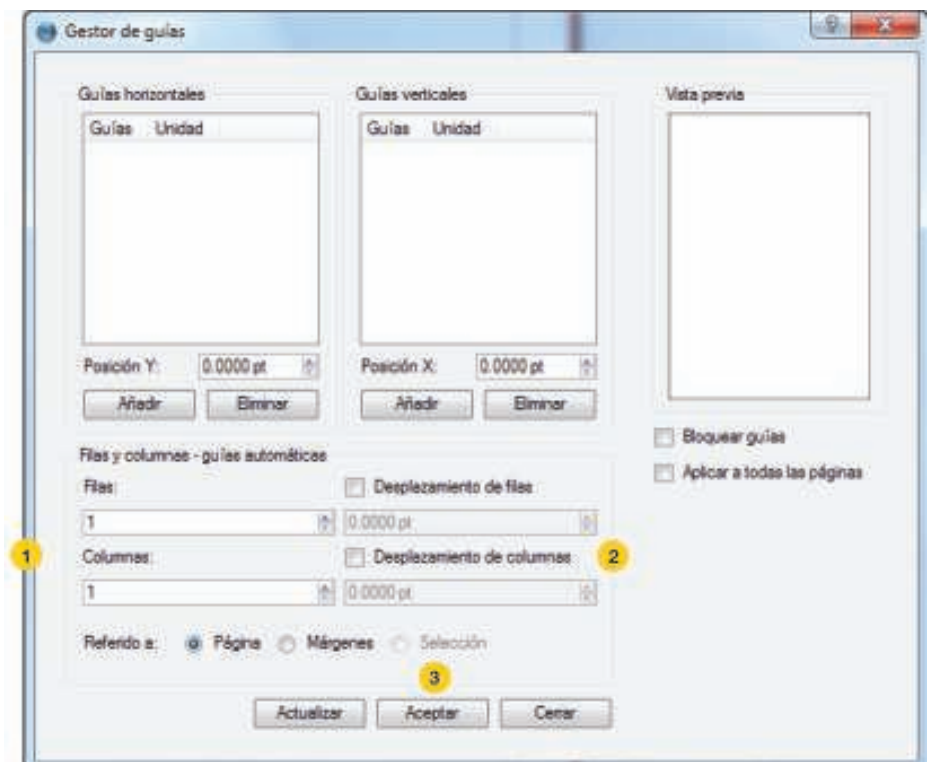 Gestor de guías
Guías horizontales
Guías Unidad
Posición Y: 0.0000 pt
Añadir Eliminar
Guías verticales
Guías Unidad
Posición X: 0.0000 pt
Añadir Eliminar
Vista previa
Bloquear guías
Aplicar a todas las páginas
Filas y columnas - guías automáticas
Filas: Desplazamiento de filas
1 0.0000 pt
1 Columnas: Desplazamiento de columnas 2
1 0.0000 pt
Referido a: Página Márgenes Selección
3
Actualizar Aceptar Cerrar